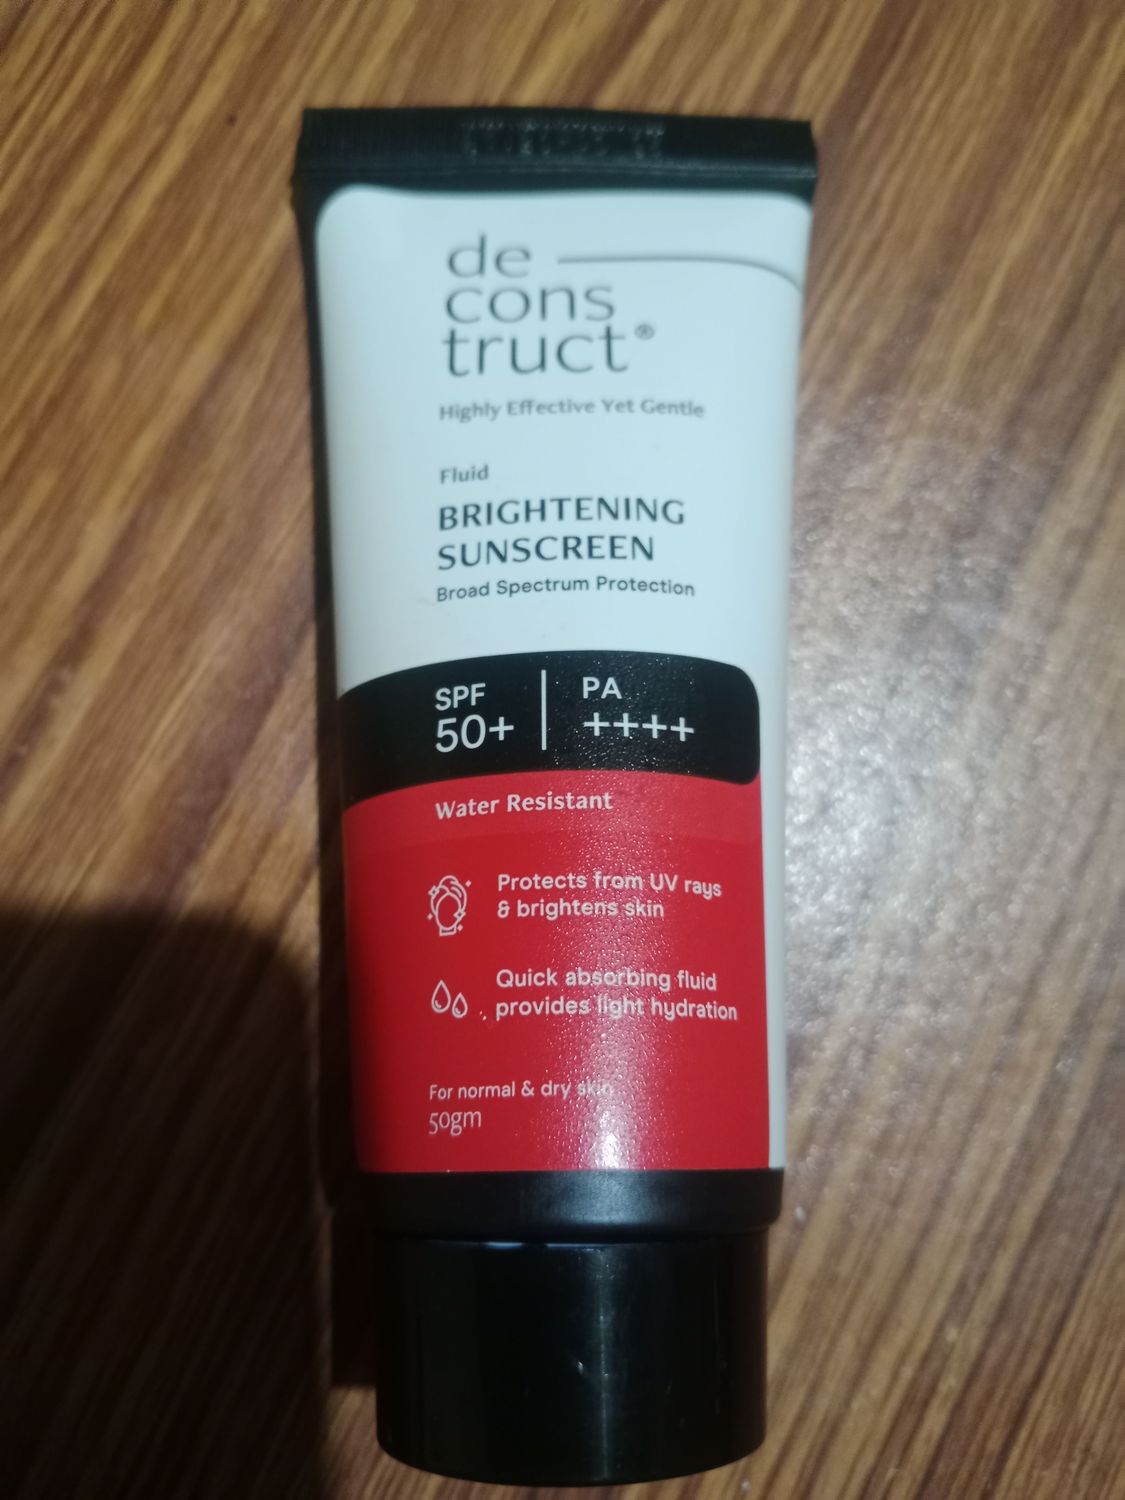 de
cons
truct®
Highly Effective Yet Gentle
Fluid
BRIGHTENING
SUNSCREEN
Broad Spectrum Protection
SPF
50+
PA
++++
Water Resistant
Protects from UV rays
& brightens skin
Quick absorbing fluid
provides light hydration
For normal & dry skin
50gm